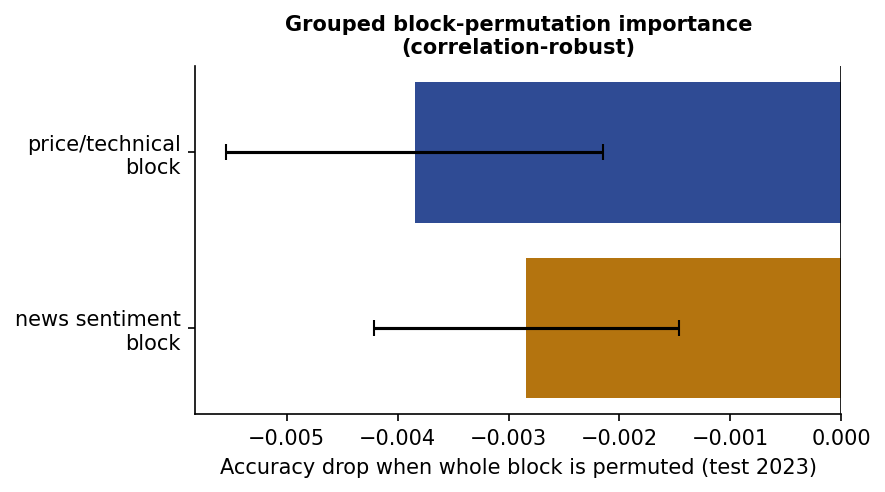 Grouped block-permutation importance
(correlation-robust)
price/technical
block
news sentiment
block
−0.005 −0.004 −0.003 −0.002 −0.001 0.000
Accuracy drop when whole block is permuted (test 2023)